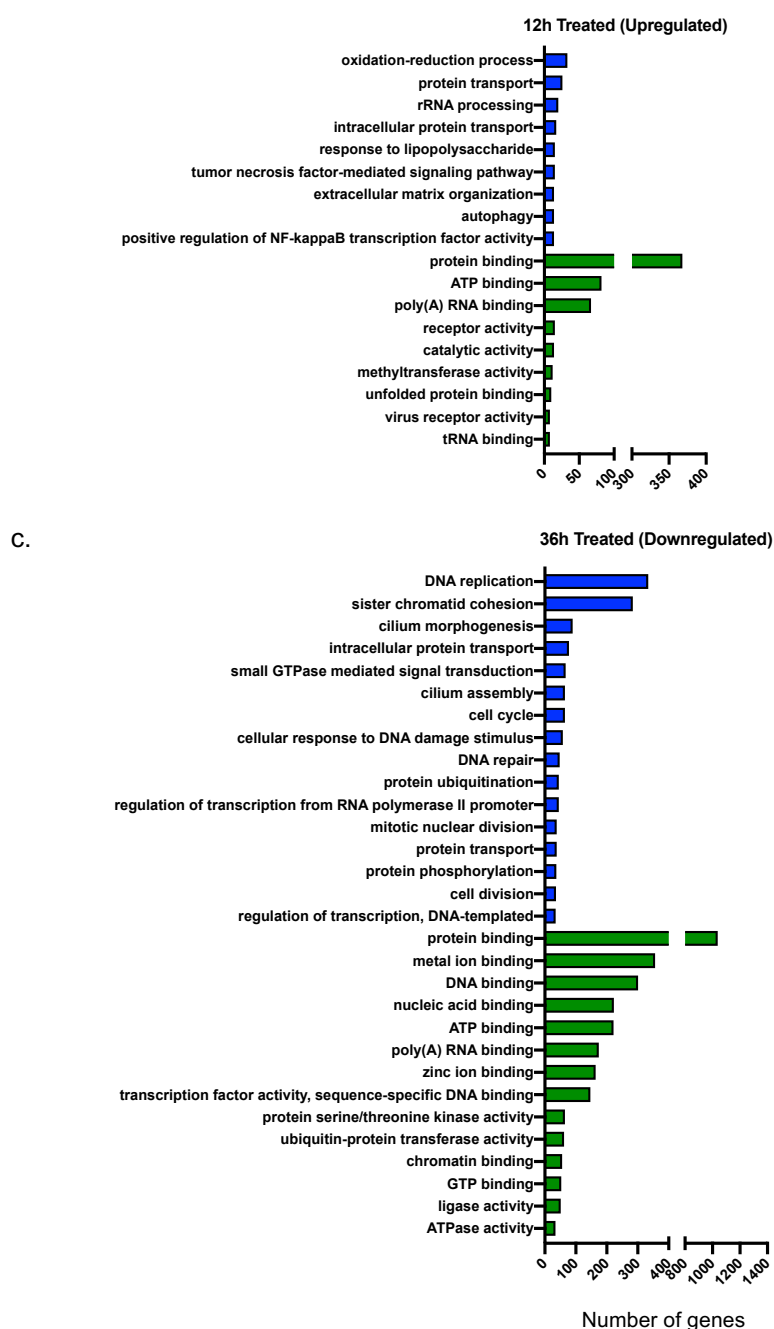 12h Treated (Upregulated)
oxidation-reduction process
protein transport
rRNA processing
intracellular protein transport
response to lipopolysaccharide
tumor necrosis factor-mediated signaling pathway
extracellular matrix organization
autophagy
positive regulation of NF-kappaB transcription factor activity
protein binding
ATP binding
poly(A) RNA binding
receptor activity
catalytic activity
methyltransferase activity
unfolded protein binding
virus receptor activity
tRNA binding
0 50 100 300 350 400
C.
36h Treated (Downregulated)
DNA replication
sister chromatid cohesion
cilium morphogenesis
intracellular protein transport
small GTPase mediated signal transduction
cilium assembly
cell cycle
cellular response to DNA damage stimulus
DNA repair
protein ubiquitination
regulation of transcription from RNA polymerase II promoter
mitotic nuclear division
protein transport
protein phosphorylation
cell division
regulation of transcription, DNA-templated
protein binding
metal ion binding
DNA binding
nucleic acid binding
ATP binding
poly(A) RNA binding
zinc ion binding
transcription factor activity, sequence-specific DNA binding
protein serine/threonine kinase activity
ubiquitin-protein transferase activity
chromatin binding
GTP binding
ligase activity
ATPase activity
0 100 200 300 400 800 1000 1200 1400
Number of genes